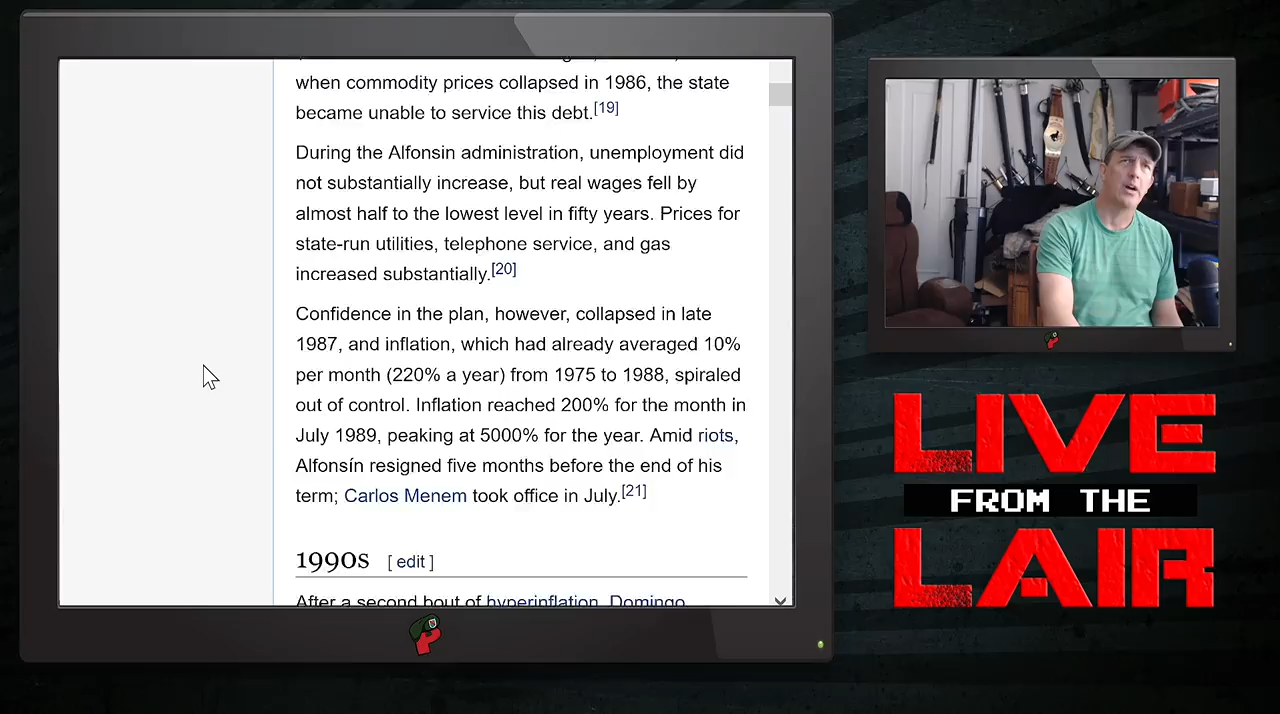 when commodity prices collapsed in 1986, the state
became unable to service this debt.[19]
During the Alfonsin administration, unemployment did
not substantially increase, but real wages fell by
almost half to the lowest level in fifty years. Prices for
state-run utilities, telephone service, and gas
increased substantially.[20]
Confidence in the plan, however, collapsed in late
1987, and inflation, which had already averaged 10%
per month (220% a year) from 1975 to 1988, spiraled
out of control. Inflation reached 200% for the month in
July 1989, peaking at 5000% for the year. Amid riots,
Alfonsín resigned five months before the end of his
term; Carlos Menem took office in July.[21]
1990s [ edit ]
After a second bout of hyperinflation, Domingo
LIVE
FROM THE
LAIR